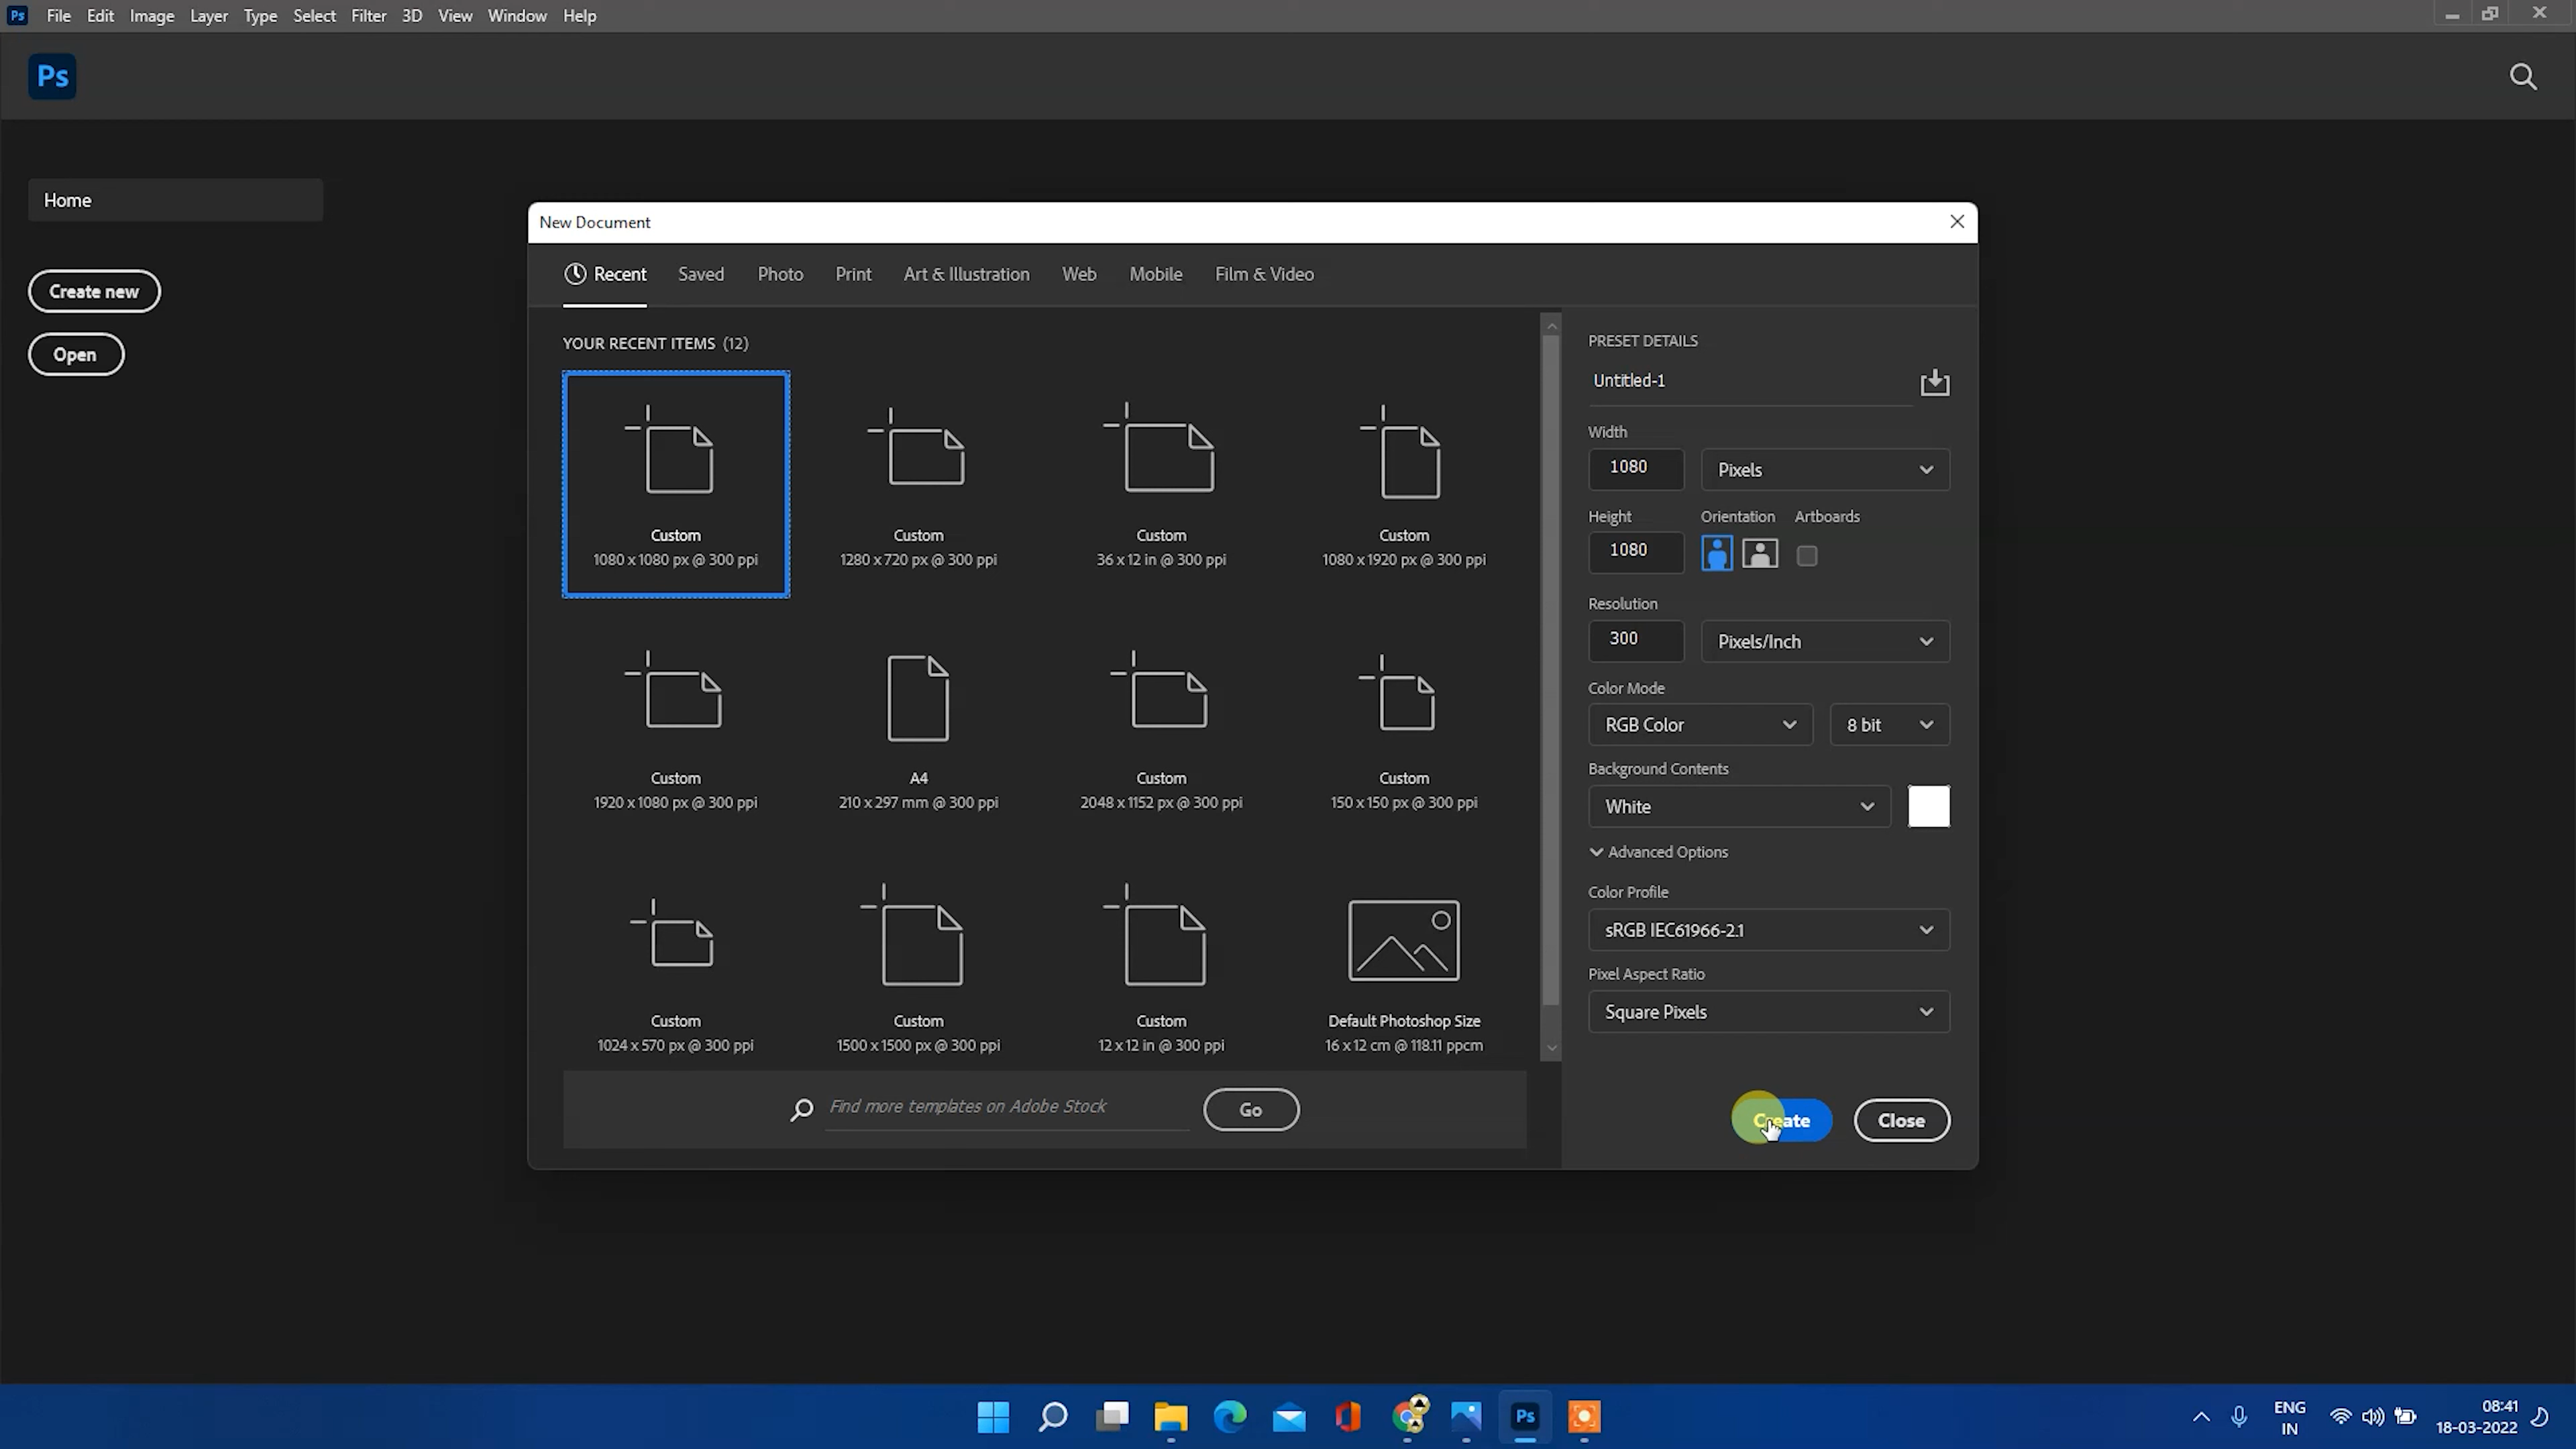 Ps File Edit Image Layer Type Select Filter 3D View Window Help
Ps
Home
Create new
Open
New Document
Recent Saved Photo Print Art & Illustration Web Mobile Film & Video
YOUR RECENT ITEMS (12)
Custom
1080 x 1080 px @ 300 ppi
Custom
1280 x 720 px @ 300 ppi
Custom
36 x 12 in @ 300 ppi
Custom
1080 x 1920 px @ 300 ppi
Custom
1920 x 1080 px @ 300 ppi
A4
210 x 297 mm @ 300 ppi
Custom
2048 x 1152 px @ 300 ppi
Custom
150 x 150 px @ 300 ppi
Custom
1024 x 570 px @ 300 ppi
Custom
1500 x 1500 px @ 300 ppi
Custom
12 x 12 in @ 300 ppi
Default Photoshop Size
16 x 12 cm @ 118.11 ppcm
Find more templates on Adobe Stock
Go
PRESET DETAILS
Untitled-1
Width
1080 Pixels
Height Orientation Artboards
1080
Resolution
300 Pixels/Inch
Color Mode
RGB Color 8 bit
Background Contents
White
Advanced Options
Color Profile
sRGB IEC61966-2.1
Pixel Aspect Ratio
Square Pixels
Create Close
Ps
ENG
IN
08:41
18-03-2022